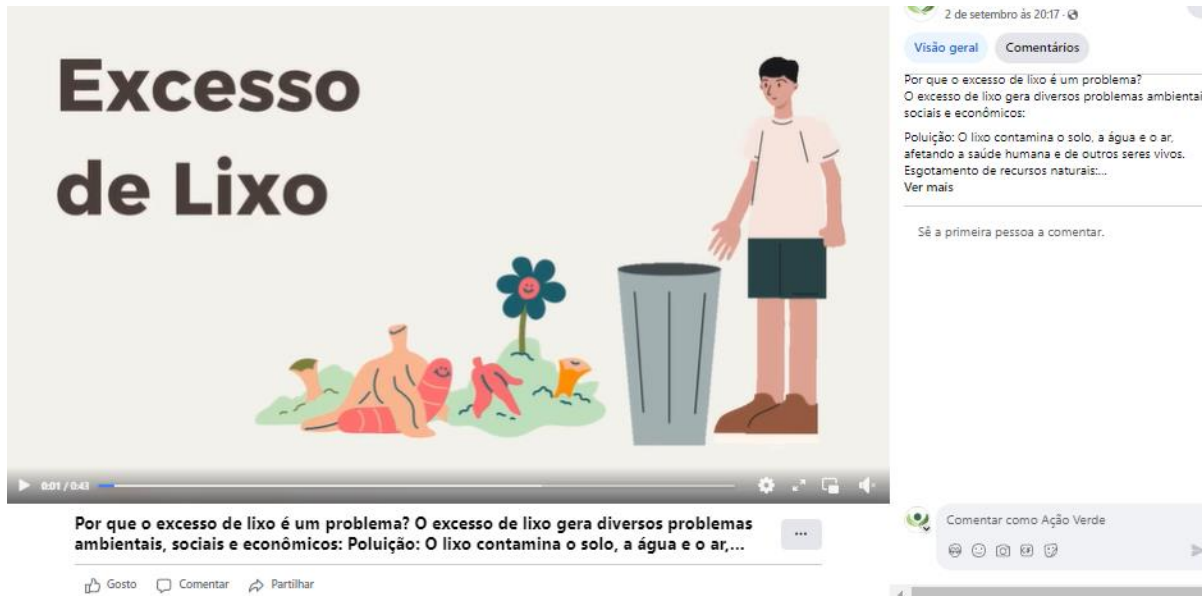 Excesso
de Lixo
0:01 / 0:43
Por que o excesso de lixo é um problema? O excesso de lixo gera diversos problemas
ambientais, sociais e econômicos: Poluição: O lixo contamina o solo, a água e o ar,...
...
Gosto
Comentar
Partilhar
2 de setembro às 20:17 ·
Visão geral
Comentários
Por que o excesso de lixo é um problema?
O excesso de lixo gera diversos problemas ambientai
sociais e econômicos:
Poluição: O lixo contamina o solo, a água e o ar,
afetando a saúde humana e de outros seres vivos.
Esgotamento de recursos naturais:...
Ver mais
Sê a primeira pessoa a comentar.
Comentar como Ação Verde